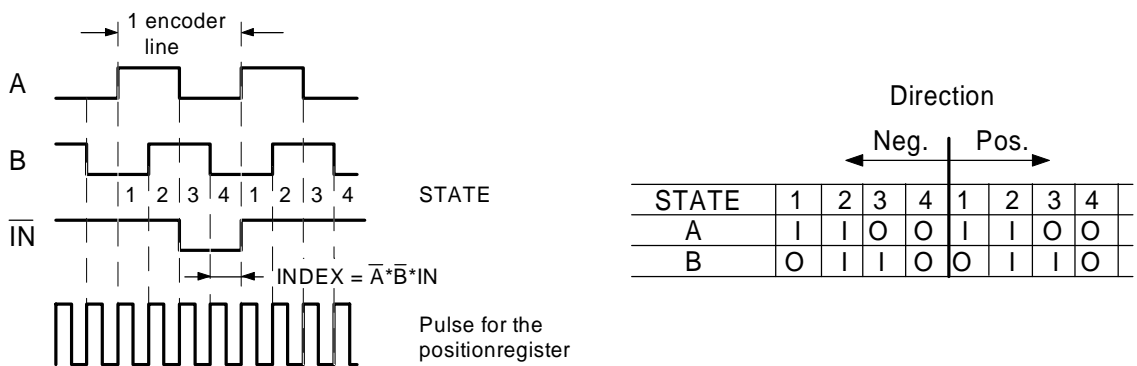 1 encoder
line
A
B
1 2 3 4 1 2 3 4 STATE
I̅N̅
INDEX = A̅*B̅*IN
Pulse for the
positionregister
Direction
Neg. Pos.
STATE 1 2 3 4 1 2 3 4
A I I O O I I O O
B O I I O O I I O